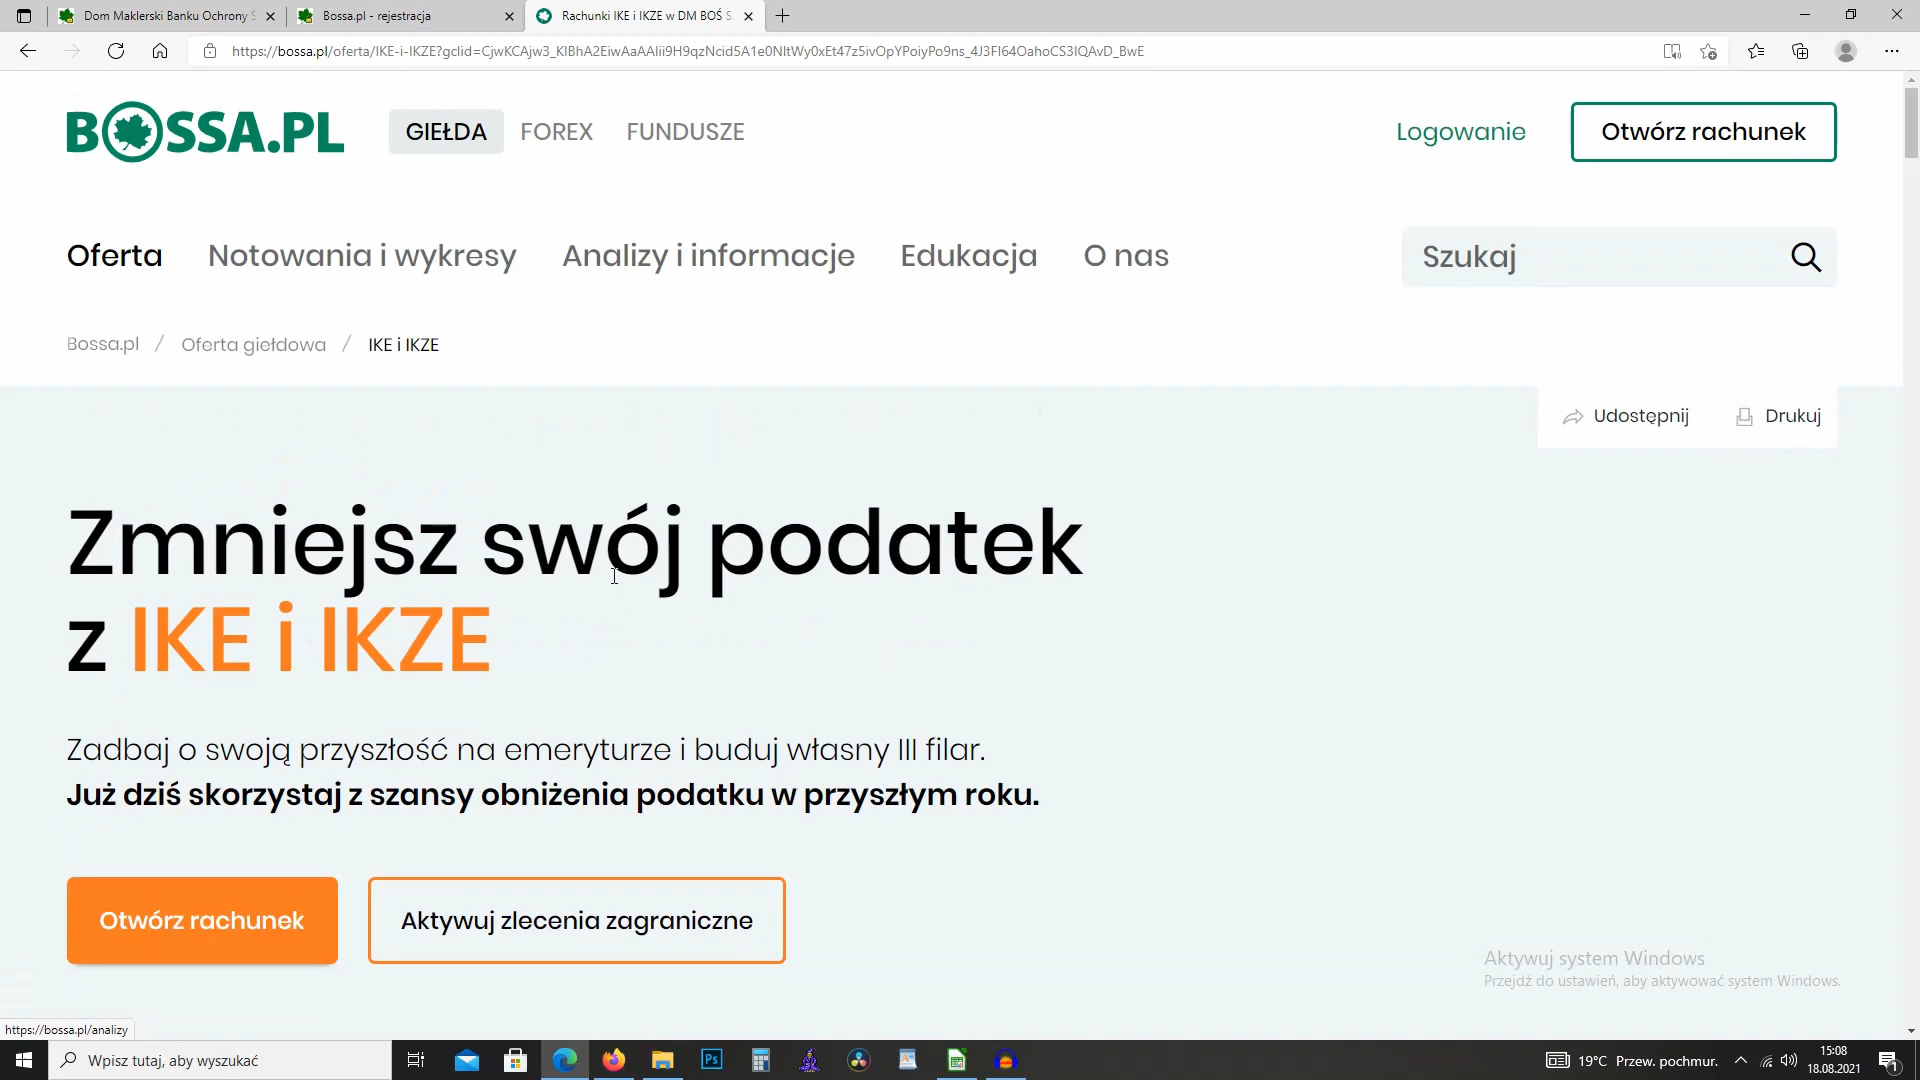 Dom Maklerski Banku Ochrony Ś
Bossa.pl - rejestracja
Rachunki IKE i IKZE w DM BOŚ S
https://bossa.pl/oferta/IKE-i-IKZE?gclid=CjwKCAjw3_KIBhA2EiwAaAAlii9H9qzNcid5A1e0NltWy0xEt47z5ivOpYPoiyPo9ns_4J3FI64OahoCS3IQAvD_BwE
BOSSA.PL
GIEŁDA FOREX FUNDUSZE
Logowanie
Otwórz rachunek
Oferta Notowania i wykresy Analizy i informacje Edukacja O nas
Szukaj
Bossa.pl / Oferta giełdowa / IKE i IKZE
Udostępnij Drukuj
Zmniejsz swój podatek
z IKE i IKZE
Zadbaj o swoją przyszłość na emeryturze i buduj własny III filar.
Już dziś skorzystaj z szansy obniżenia podatku w przyszłym roku.
Otwórz rachunek
Aktywuj zlecenia zagraniczne
Aktywuj system Windows
Przejdź do ustawień, aby aktywować system Windows.
https://bossa.pl/analizy
Wpisz tutaj, aby wyszukać
Ps
19°C Przew. pochmur.
15:08
18.08.2021
1